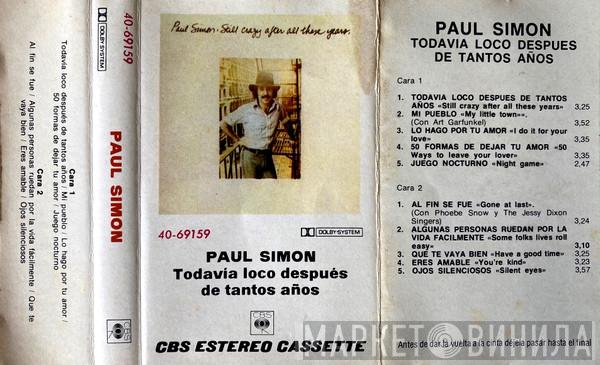 40-69159
DOLBY SYSTEM
Cara 1
Todavía loco después de tantos años / Mi pueblo / Lo hago por tu amor /
50 formas de dejar tu amor / Juego nocturno
Cara 2
Al fin se fue / Algunas personas ruedan por la vida fácilmente / Que te
vaya bien / Eres amable / Ojos silenciosos
40-69159
DOLBY SYSTEM
PAUL SIMON
CBS
Paul Simon · Still crazy after all these years.
40-69159
DOLBY SYSTEM
PAUL SIMON
Todavía loco después
de tantos años
CBS
CBS ESTEREO CASSETTE
PAUL SIMON
TODAVIA LOCO DESPUES
DE TANTOS AÑOS
Cara 1
1. TODAVIA LOCO DESPUES DE TANTOS
AÑOS «Still crazy after all these years» 3,25
2. MI PUEBLO «My little town»«.
(Con Art Garfunkel) 3,52
3. LO HAGO POR TU AMOR «I do it for your
love» 3,35
4. 50 FORMAS DE DEJAR TU AMOR «50
Ways to leave your lover» 3,35
5. JUEGO NOCTURNO «Night game» 2,47
Cara 2
1. AL FIN SE FUE «Gone at last».
(Con Phoebe Snow y The Jessy Dixon
Singers) 3,24
2. ALGUNAS PERSONAS RUEDAN POR LA
VIDA FACILMENTE «Some folks lives roll
easy» 3,10
3. QUE TE VAYA BIEN «Have a good time» 3,25
4. ERES AMABLE «You're kind» 3,23
5. OJOS SILENCIOSOS «Silent eyes» 3,57
МАРКЕТ ВИНИЛА
Antes de dar la vuelta a la cinta déjela pasar hasta el final